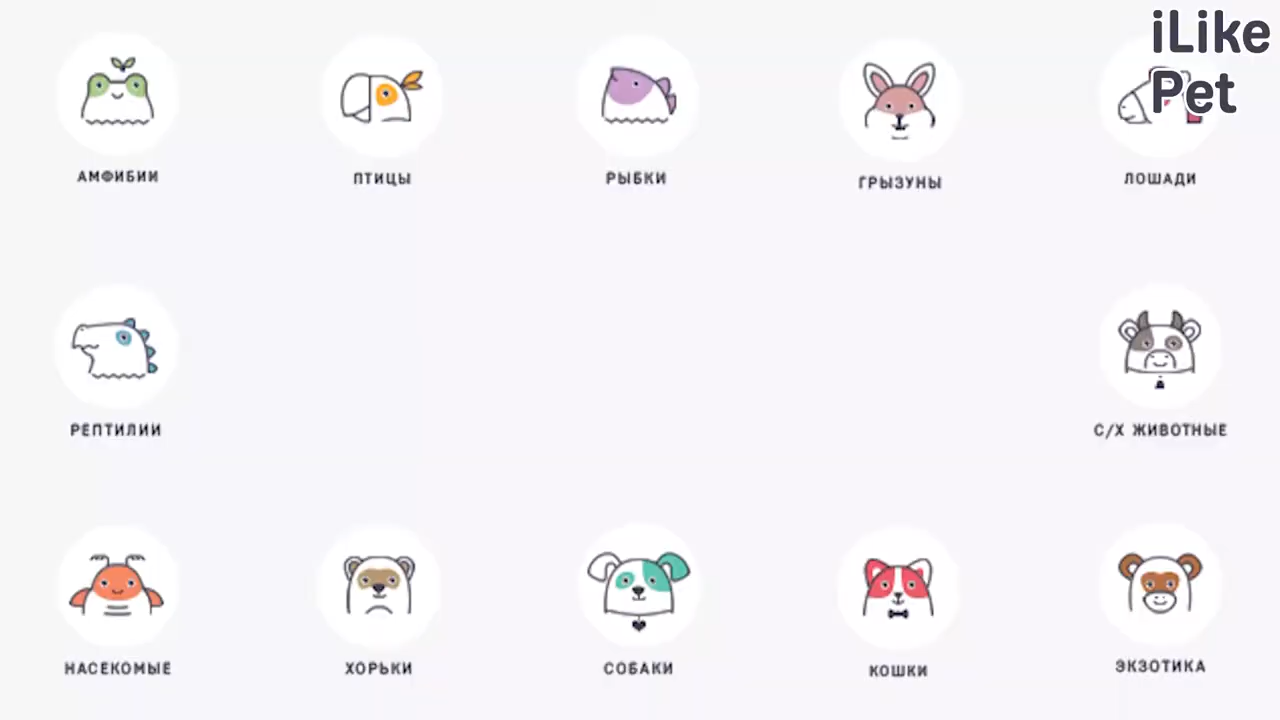 iLike
Pet
АМФИБИИ
ПТИЦЫ
РЫБКИ
ГРЫЗУНЫ
ЛОШАДИ
РЕПТИЛИИ
С/Х ЖИВОТНЫЕ
НАСЕКОМЫЕ
ХОРЬКИ
СОБАКИ
КОШКИ
ЭКЗОТИКА